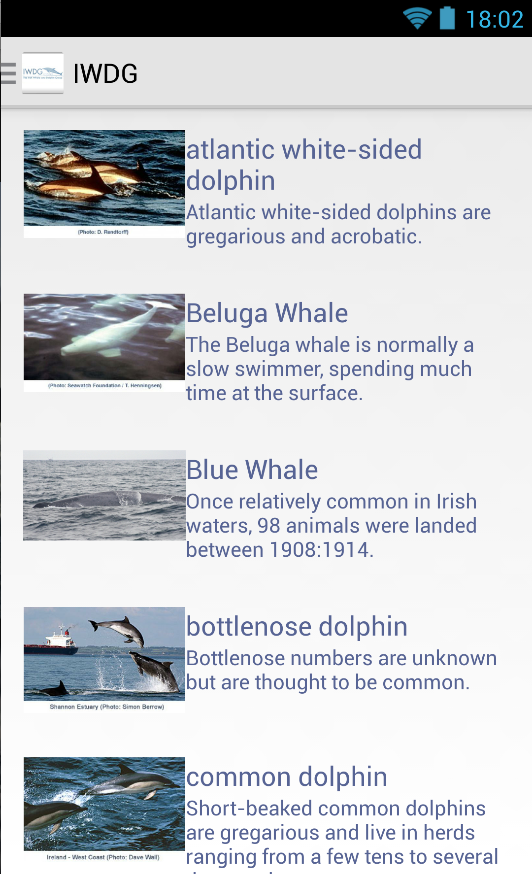 18:02
IWDG
IWDG
atlantic white-sided
dolphin
Atlantic white-sided dolphins are
gregarious and acrobatic.
(Photo: D. Rendtorff)
Beluga Whale
The Beluga whale is normally a
slow swimmer, spending much
time at the surface.
(Photo: Seawatch Foundation / T. Henningsen)
Blue Whale
Once relatively common in Irish
waters, 98 animals were landed
between 1908:1914.
bottlenose dolphin
Bottlenose numbers are unknown
but are thought to be common.
Shannon Estuary (Photo: Simon Berrow)
common dolphin
Short-beaked common dolphins
are gregarious and live in herds
ranging from a few tens to several
Ireland - West Coast (Photo: Dave Wall)